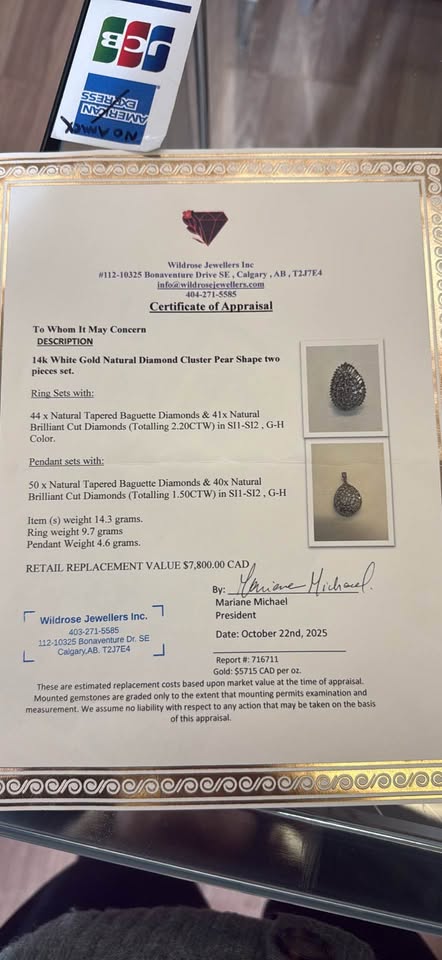 JCB
AMERICAN
EXPRESS
NO AMEX
Wildrose Jewellers Inc
#112-10325 Bonaventure Drive SE , Calgary , AB , T2J7E4
info@wildrosejewellers.com
404-271-5585
Certificate of Appraisal
To Whom It May Concern
DESCRIPTION
14k White Gold Natural Diamond Cluster Pear Shape two
pieces set.
Ring Sets with:
44 x Natural Tapered Baguette Diamonds & 41x Natural
Brilliant Cut Diamonds (Totalling 2.20CTW) in SI1-SI2 , G-H
Color.
Pendant sets with:
50 x Natural Tapered Baguette Diamonds & 40x Natural
Brilliant Cut Diamonds (Totalling 1.50CTW) in SI1-SI2 , G-H
Item (s) weight 14.3 grams.
Ring weight 9.7 grams
Pendant Weight 4.6 grams.
RETAIL REPLACEMENT VALUE $7,800.00 CAD
By: Mariane Michael.
Mariane Michael
President
Date: October 22nd, 2025
Wildrose Jewellers Inc.
403-271-5585
112-10325 Bonaventure Dr. SE
Calgary,AB. T2J7E4
Report #: 716711
Gold: $5715 CAD per oz.
These are estimated replacement costs based upon market value at the time of appraisal.
Mounted gemstones are graded only to the extent that mounting permits examination and
measurement. We assume no liability with respect to any action that may be taken on the basis
of this appraisal.